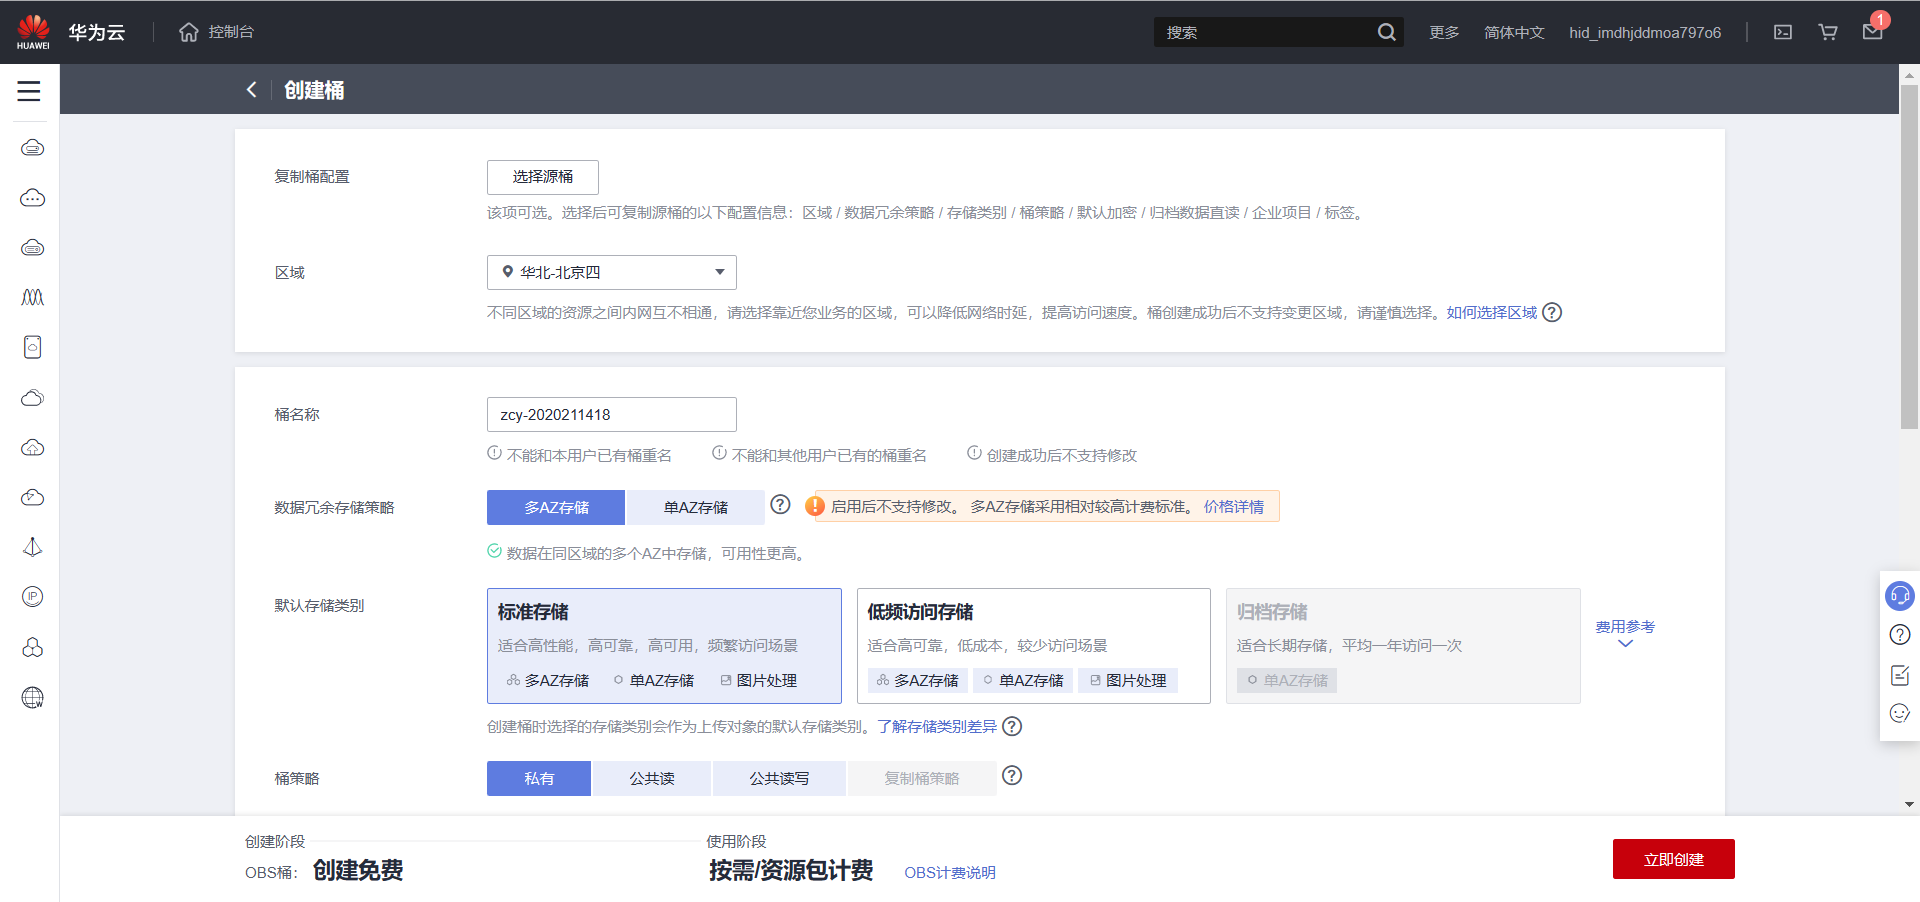 HUAWEI 华为云 控制台 搜索 更多 简体中文 hid_imdhjddmoa797o6 1
创建桶
复制桶配置 选择源桶
该项可选。选择后可复制源桶的以下配置信息：区域 / 数据冗余策略 / 存储类别 / 桶策略 / 默认加密 / 归档数据直读 / 企业项目 / 标签。
区域 华北-北京四
不同区域的资源之间内网互不相通，请选择靠近您业务的区域，可以降低网络时延，提高访问速度。桶创建成功后不支持变更区域，请谨慎选择。如何选择区域 ?
桶名称 zcy-2020211418
不能和本用户已有桶重名 不能和其他用户已有的桶重名 创建成功后不支持修改
数据冗余存储策略 多AZ存储 单AZ存储 ? 启用后不支持修改。 多AZ存储采用相对较高计费标准。 价格详情
数据在同区域的多个AZ中存储，可用性更高。
默认存储类别 标准存储 低频访问存储 归档存储 费用参考
适合高性能，高可靠，高可用，频繁访问场景 适合高可靠，低成本，较少访问场景 适合长期存储，平均一年访问一次
多AZ存储 单AZ存储 图片处理 多AZ存储 单AZ存储 图片处理 单AZ存储
创建桶时选择的存储类别会作为上传对象的默认存储类别。了解存储类别差异 ?
桶策略 私有 公共读 公共读写 复制桶策略 ?
创建阶段 使用阶段
OBS桶： 创建免费 按需/资源包计费 OBS计费说明 立即创建
IP
W